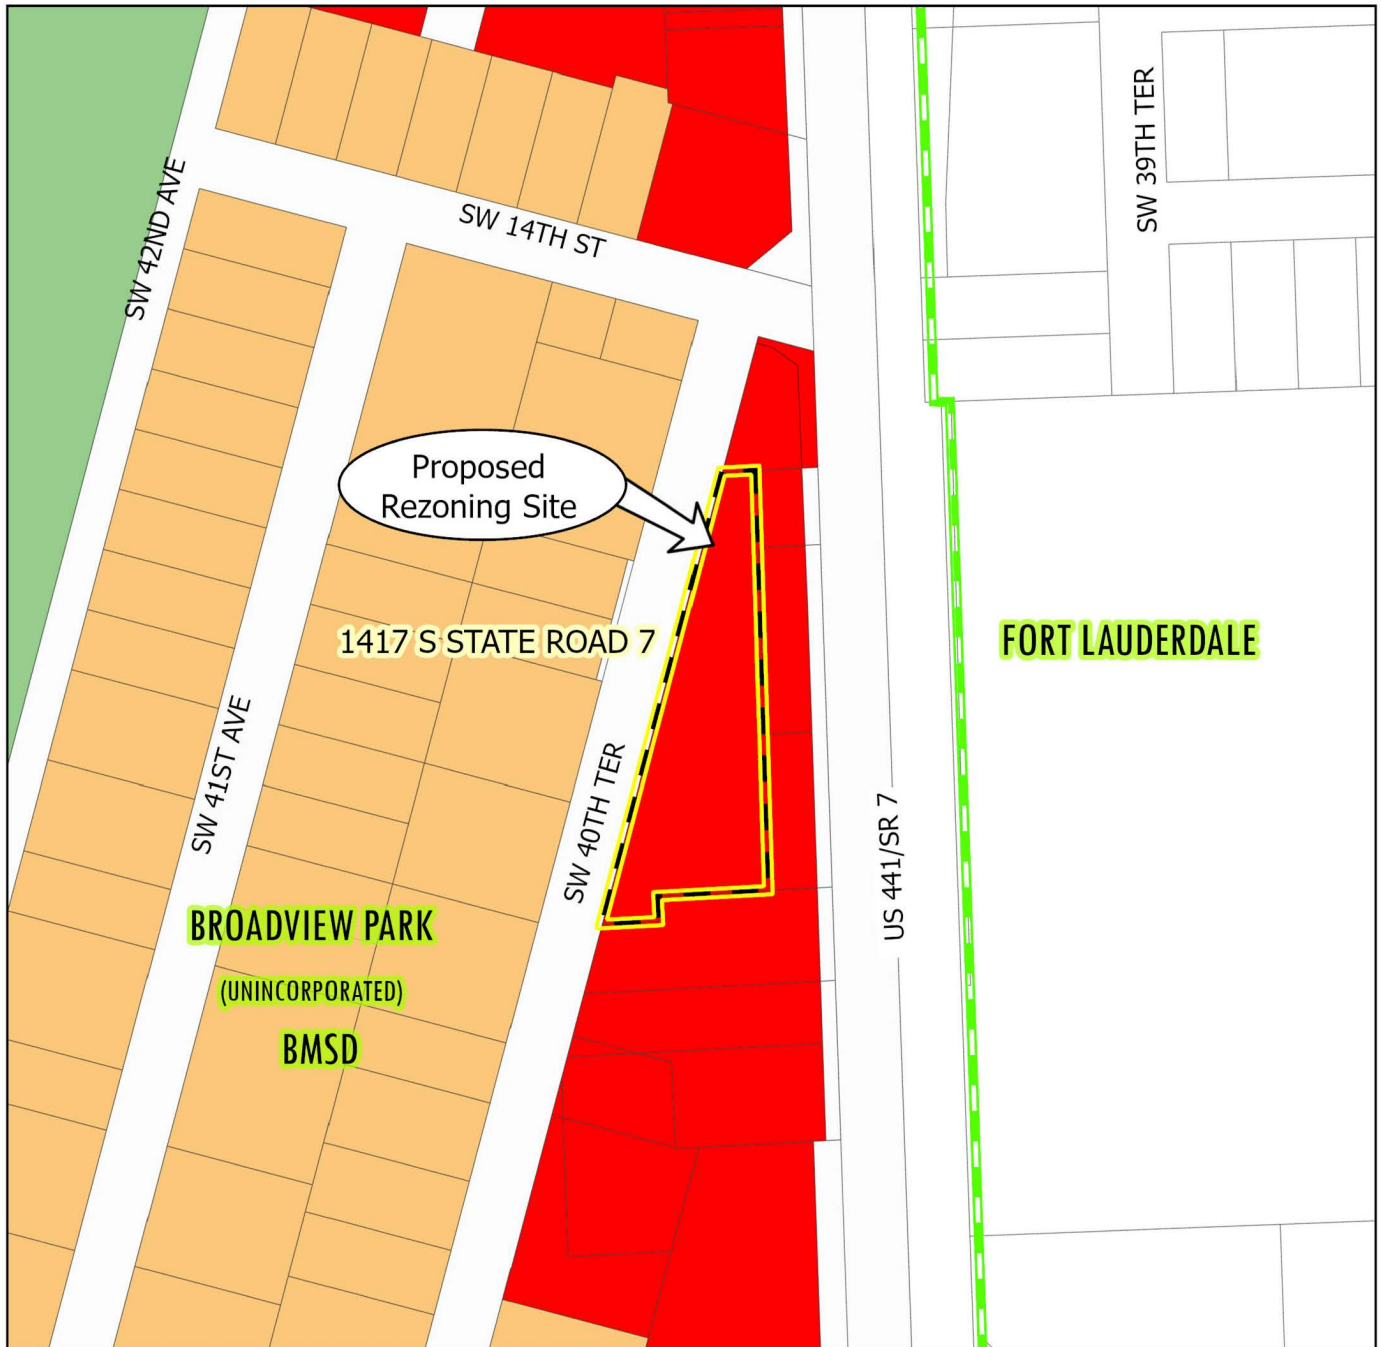 SW 39TH TER
SW 42ND AVE
SW 14TH ST
Proposed
Rezoning Site
1417 S STATE ROAD 7
FORT LAUDERDALE
SW 41ST AVE
SW 40TH TER
US 441/SR 7
BROADVIEW PARK
(UNINCORPORATED)
BMSD